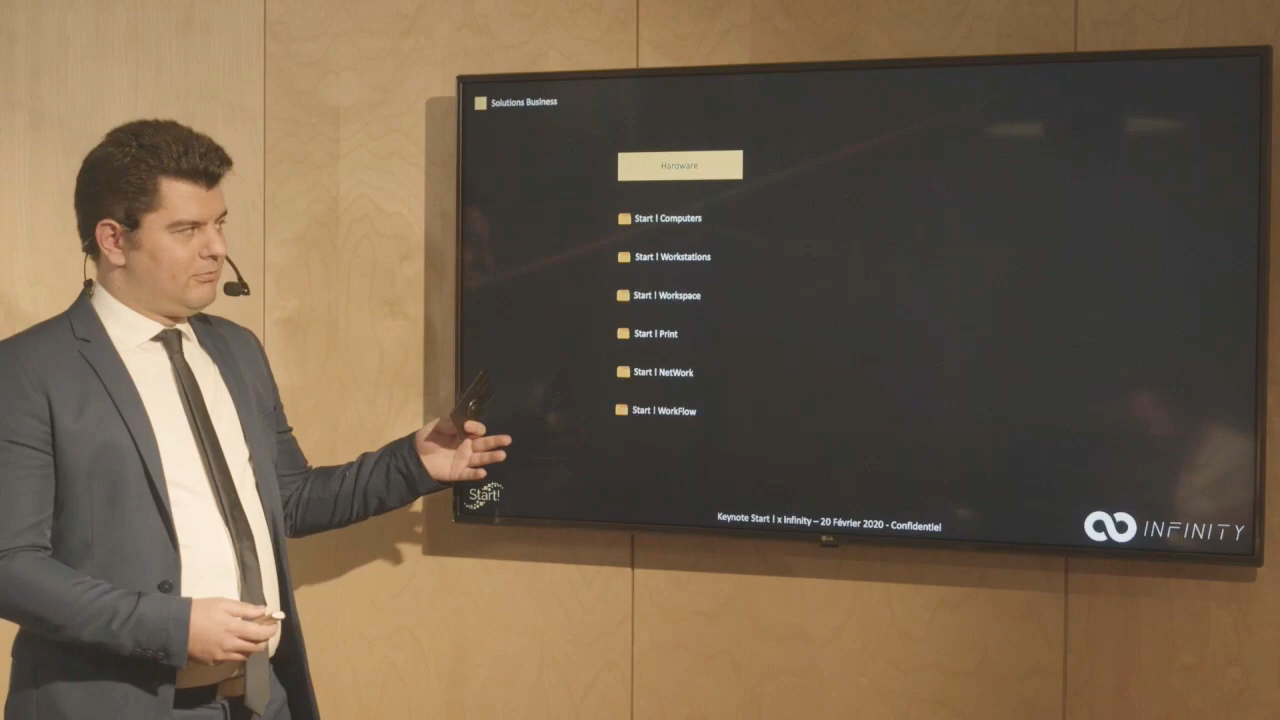 Solutions Business
Hardware
Start ! Computers
Start ! Workstations
Start ! Workspace
Start ! Print
Start ! NetWork
Start ! WorkFlow
Start!
Keynote Start ! x Infinity – 20 Février 2020 - Confidentiel
INFINITY
LG